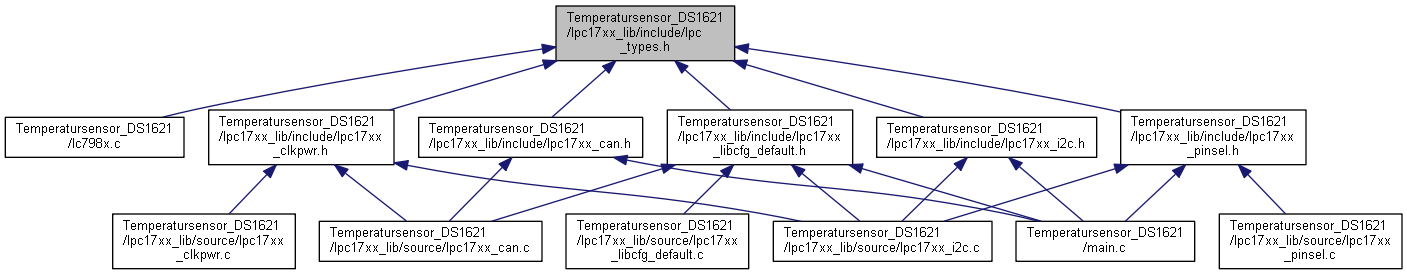 Temperatursensor_DS1621
/lpc17xx_lib/include/lpc
_types.h
Temperatursensor_DS1621
/lc798x.c
Temperatursensor_DS1621
/lpc17xx_lib/include/lpc17xx
_clkpwr.h
Temperatursensor_DS1621
/lpc17xx_lib/include/lpc17xx_can.h
Temperatursensor_DS1621
/lpc17xx_lib/include/lpc17xx
_libcfg_default.h
Temperatursensor_DS1621
/lpc17xx_lib/include/lpc17xx_i2c.h
Temperatursensor_DS1621
/lpc17xx_lib/include/lpc17xx
_pinsel.h
Temperatursensor_DS1621
/lpc17xx_lib/source/lpc17xx
_clkpwr.c
Temperatursensor_DS1621
/lpc17xx_lib/source/lpc17xx_can.c
Temperatursensor_DS1621
/lpc17xx_lib/source/lpc17xx
_libcfg_default.c
Temperatursensor_DS1621
/lpc17xx_lib/source/lpc17xx_i2c.c
Temperatursensor_DS1621
/main.c
Temperatursensor_DS1621
/lpc17xx_lib/source/lpc17xx
_pinsel.c